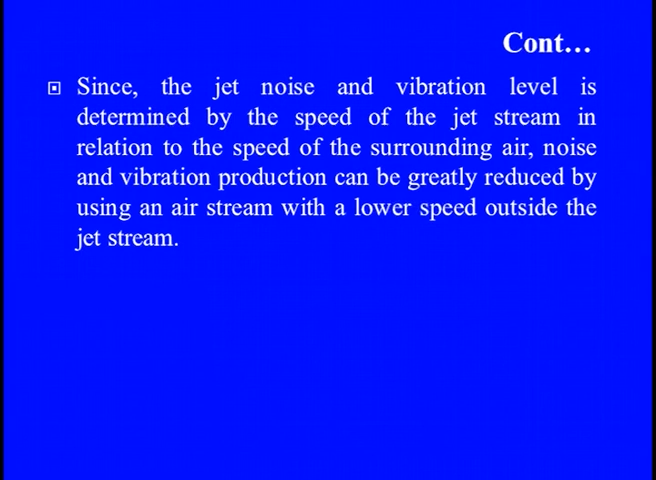 Cont...
Since, the jet noise and vibration level is
determined by the speed of the jet stream in
relation to the speed of the surrounding air, noise
and vibration production can be greatly reduced by
using an air stream with a lower speed outside the
jet stream.